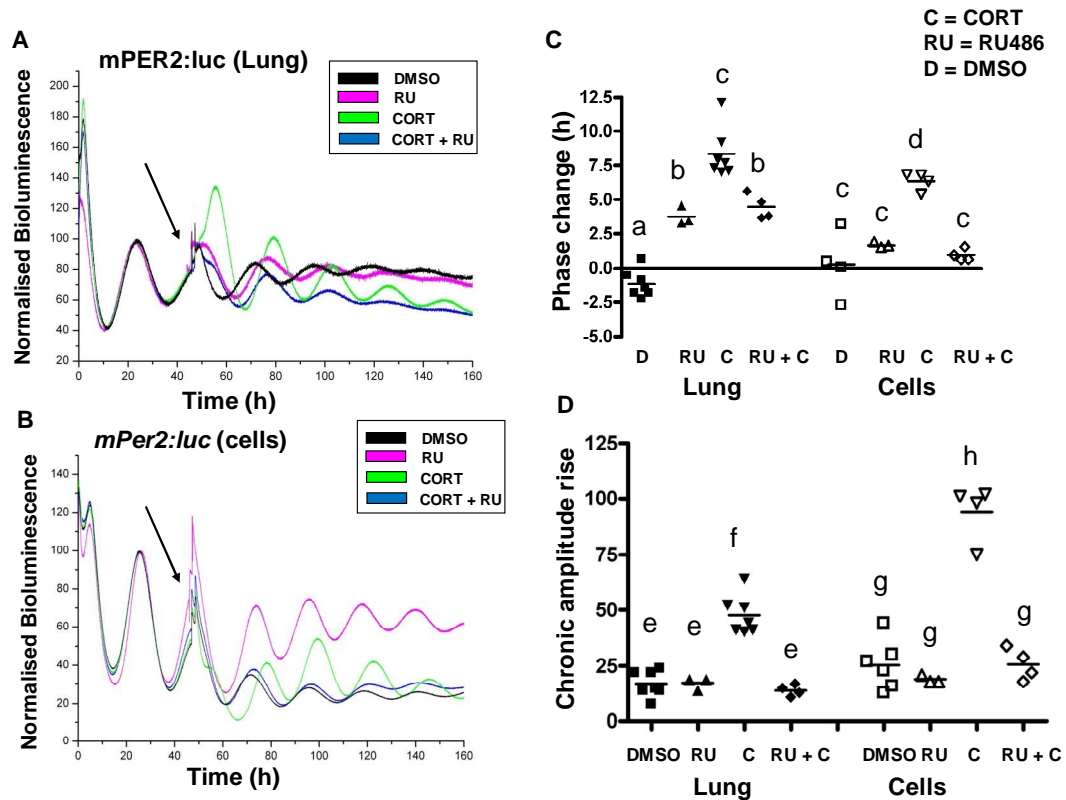 A
mPER2:luc (Lung)
DMSO
RU
CORT
CORT + RU
Normalised Bioluminescence
210
200
180
160
140
120
100
80
60
40
20
0 20 40 60 80 100 120 140 160
Time (h)
B
mPer2:luc (cells)
DMSO
RU
CORT
CORT + RU
Normalised Bioluminescence
140
120
100
80
60
40
20
0
0 20 40 60 80 100 120 140 160
Time (h)
C
C = CORT
RU = RU486
D = DMSO
Phase change (h)
12.5
10.0
7.5
5.0
2.5
0.0
-2.5
-5.0
a b c b c c d c
D RU C RU + C D RU C RU + C
Lung Cells
D
Chronic amplitude rise
125
100
75
50
25
0
e e f e g g h g
DMSO RU C RU + C DMSO RU C RU + C
Lung Cells